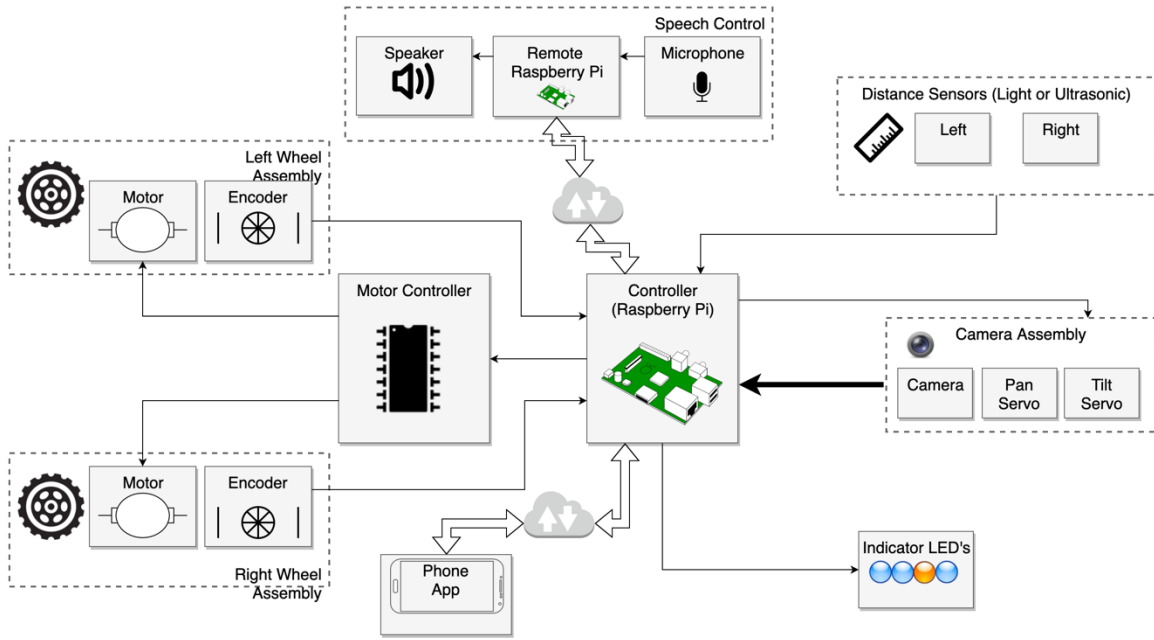 Speech Control
Speaker
Remote
Raspberry Pi
Microphone
Distance Sensors (Light or Ultrasonic)
Left
Right
Left Wheel
Assembly
Motor
Encoder
Motor Controller
Controller
(Raspberry Pi)
Camera Assembly
Camera
Pan
Servo
Tilt
Servo
Motor
Encoder
Right Wheel
Assembly
Phone
App
Indicator LED's